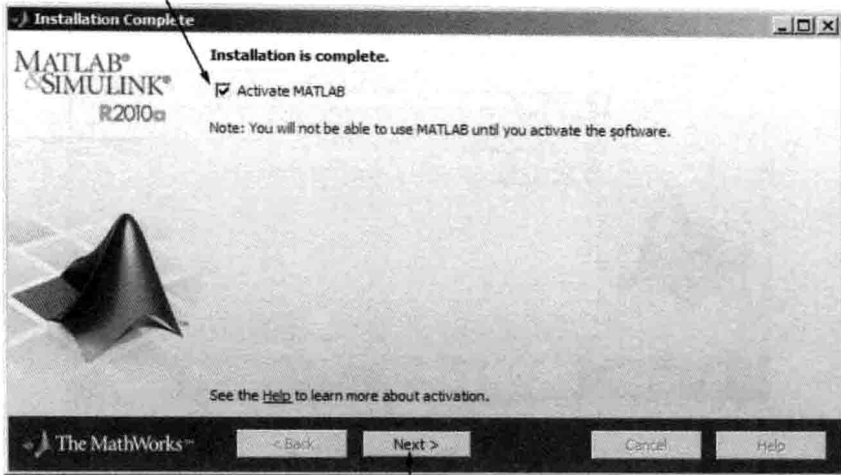 Installation Complete
MATLAB®
&SIMULINK®
R2010a
Installation is complete.
Activate MATLAB
Note: You will not be able to use MATLAB until you activate the software.
See the Help to learn more about activation.
The MathWorks™
< Back
Next >
Cancel
Help